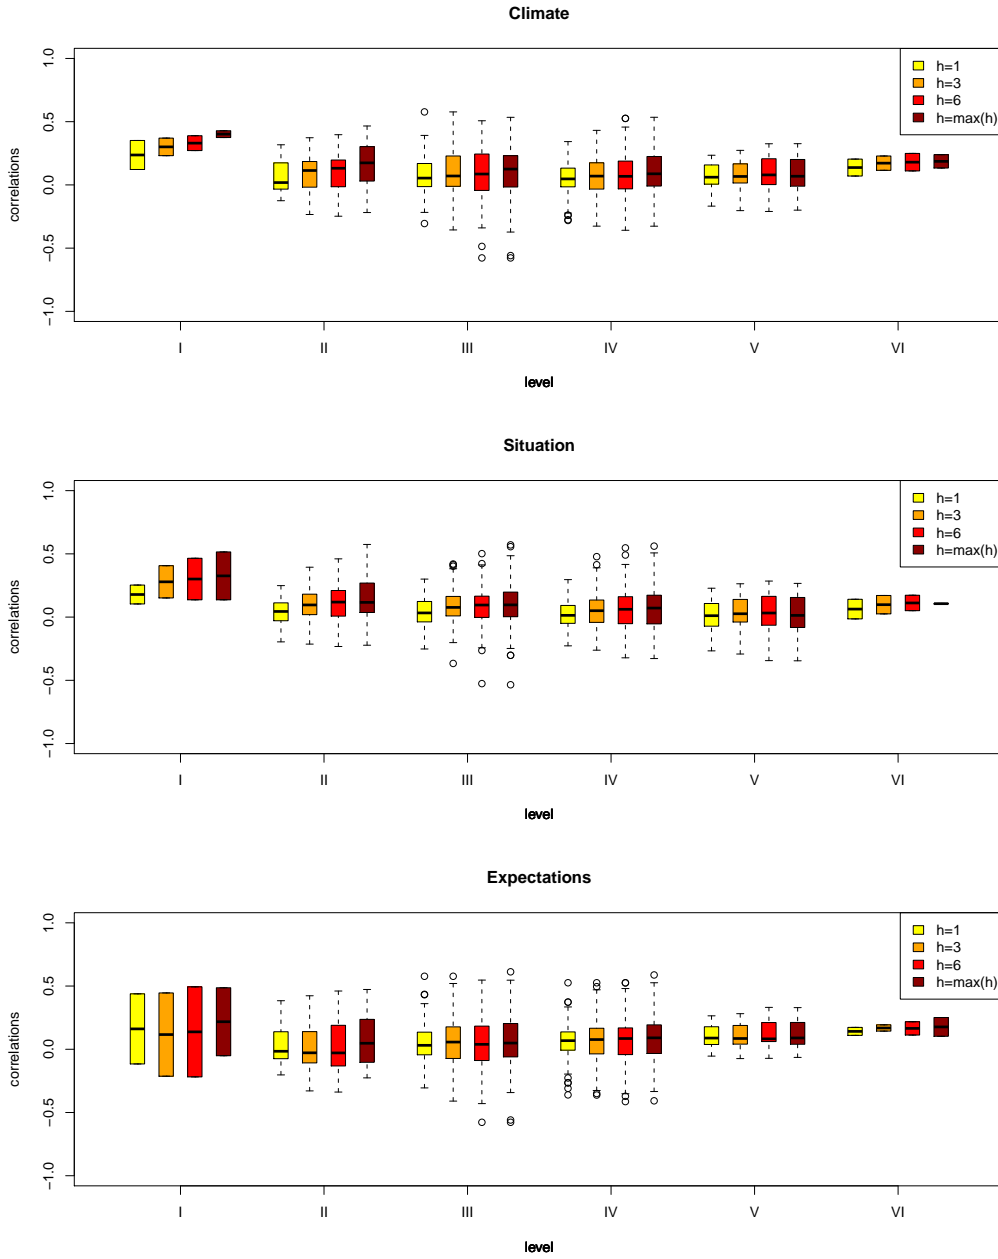 Climate
correlations
1.0
0.5
0.0
−0.5
−1.0
h=1
h=3
h=6
h=max(h)
I II III IV V VI
level
Situation
correlations
1.0
0.5
0.0
−0.5
−1.0
h=1
h=3
h=6
h=max(h)
I II III IV V VI
level
Expectations
correlations
1.0
0.5
0.0
−0.5
−1.0
h=1
h=3
h=6
h=max(h)
I II III IV V VI
level